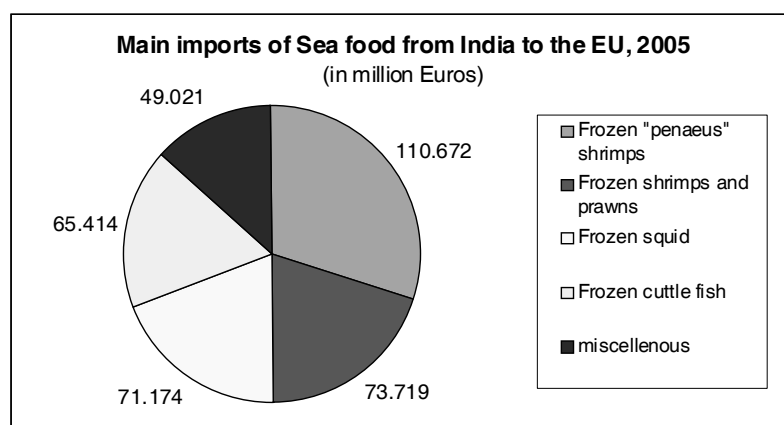 Main imports of Sea food from India to the EU, 2005
(in million Euros)
49.021
110.672
65.414
71.174
73.719
Frozen "penaeus"
shrimps
Frozen shrimps and
prawns
Frozen squid
Frozen cuttle fish
miscellenous